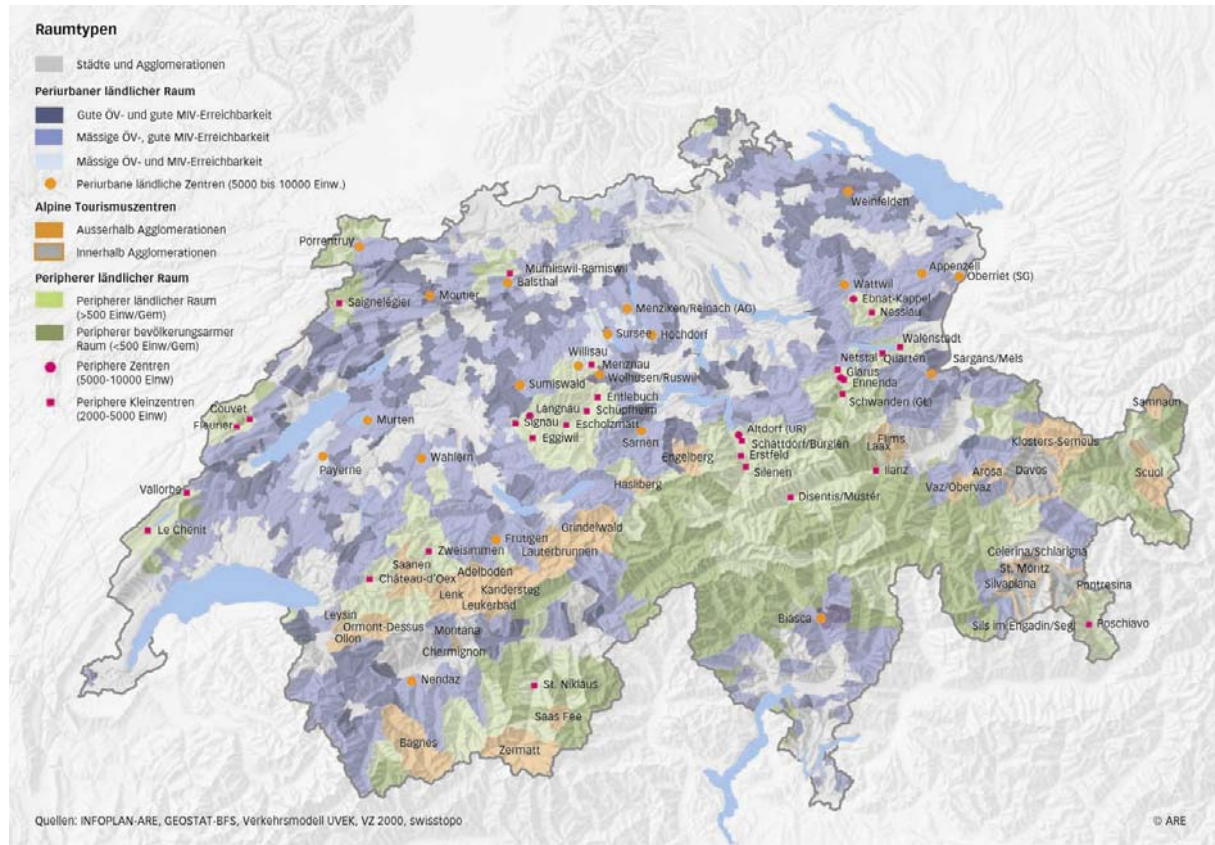 Raumtypen
Städte und Agglomerationen
Periurbaner ländlicher Raum
Gute ÖV- und gute MIV-Erreichbarkeit
Mässige ÖV-, gute MIV-Erreichbarkeit
Mässige ÖV- und MIV-Erreichbarkeit
Periurbane ländliche Zentren (5000 bis 10000 Einw.)
Alpine Tourismuszentren
Ausserhalb Agglomerationen
Innerhalb Agglomerationen
Peripherer ländlicher Raum
Peripherer ländlicher Raum
(>500 Einw/Gem)
Peripherer bevölkerungsarmer
Raum (<500 Einw/Gem)
Periphere Zentren
(5000-10000 Einw)
Periphere Kleinzentren
(2000-5000 Einw)
Weinfelden
Porrentruy
Mümliswil-Ramiswil
Balsthal
Appenzell
Oberriet (SG)
Wattwil
Ebnat-Kappel
Nesslau
Saignelégier
Moutier
Menziken/Reinach (AG)
Sursee
Hochdorf
Walenstadt
Willisau
Menznau
Netstal
Quarten
Sargans/Mels
Glarus
Wolhusen/Ruswil
Ennenda
Sumiswald
Entlebuch
Schwanden (GL)
Samnaun
Couvet
Langnau
Schüpfheim
Fleurier
Murten
Signau
Escholzmatt
Altdorf (UR)
Eggiwil
Sarnen
Schattdorf/Bürglen
Flims
Laax
Klosters-Serneus
Payerne
Wahlern
Engelberg
Erstfeld
Silenen
Ilanz
Arosa
Davos
Scuol
Vallorbe
Hasliberg
Disentis/Mustér
Vaz/Obervaz
Le Chenit
Grindelwald
Frutigen
Zweisimmen
Lauterbrunnen
Celerina/Schlarigna
Saanen
Adelboden
St. Moritz
Château-d'Oex
Kandersteg
Silvaplana
Pontresina
Lenk
Leukerbad
Leysin
Ormont-Dessus
Montana
Biasca
Sils im Engadin/Segl
Poschiavo
Ollon
Chermignon
Nendaz
St. Niklaus
Saas Fee
Bagnes
Zermatt
Quellen: INFOPLAN-ARE, GEOSTAT-BFS, Verkehrsmodell UVEK, VZ 2000, swisstopo
© ARE